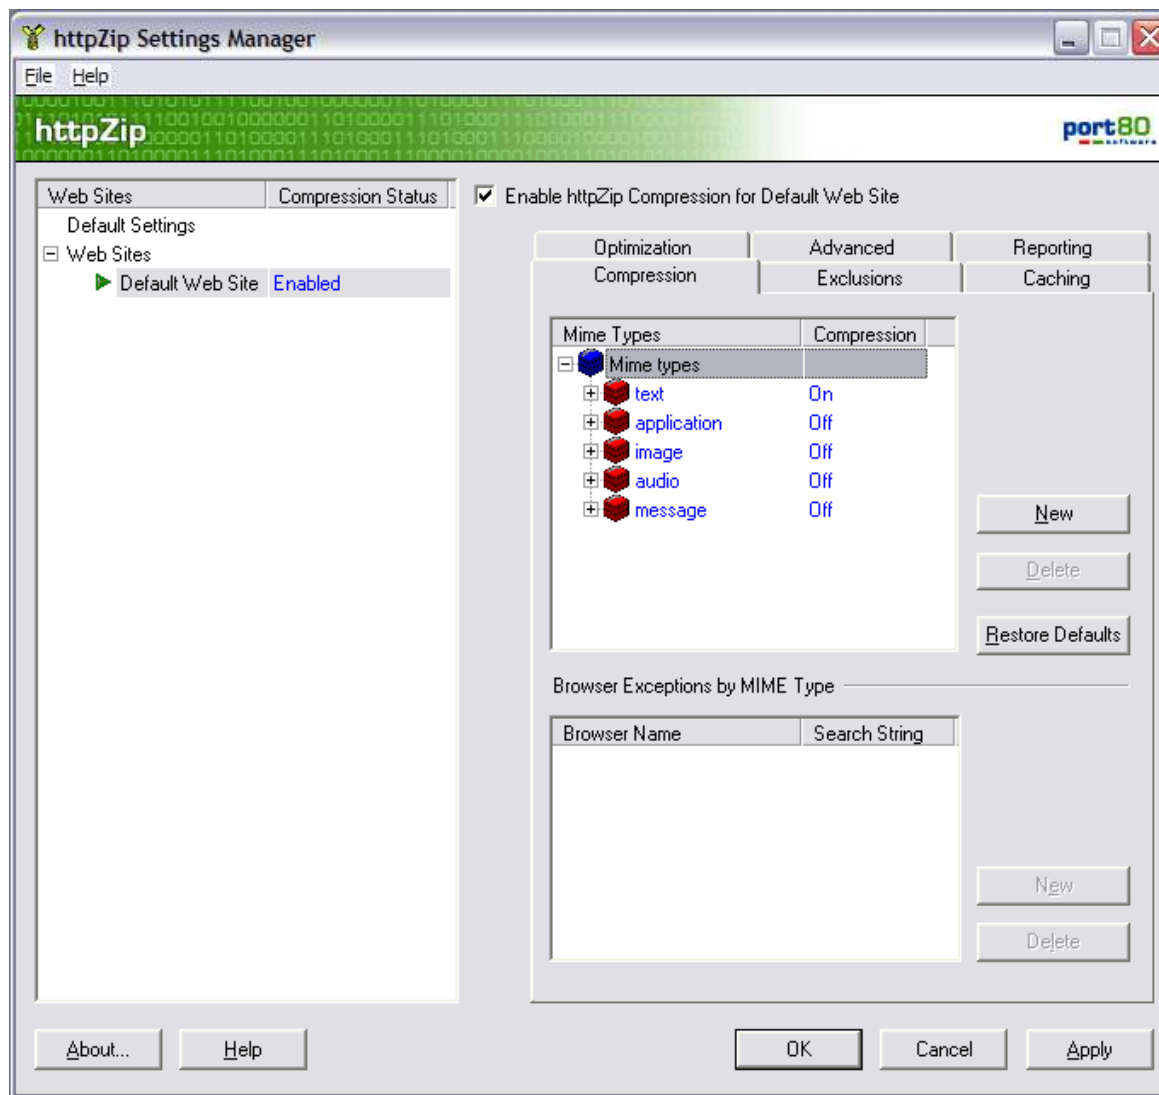 httpZip Settings Manager
File Help
httpZip
port80
software
Web Sites Compression Status
Default Settings
Web Sites
Default Web Site Enabled
Enable httpZip Compression for Default Web Site
Optimization Advanced Reporting
Compression Exclusions Caching
Mime Types Compression
Mime types
text On
application Off
image Off
audio Off
message Off
New
Delete
Restore Defaults
Browser Exceptions by MIME Type
Browser Name Search String
New
Delete
About... Help OK Cancel Apply